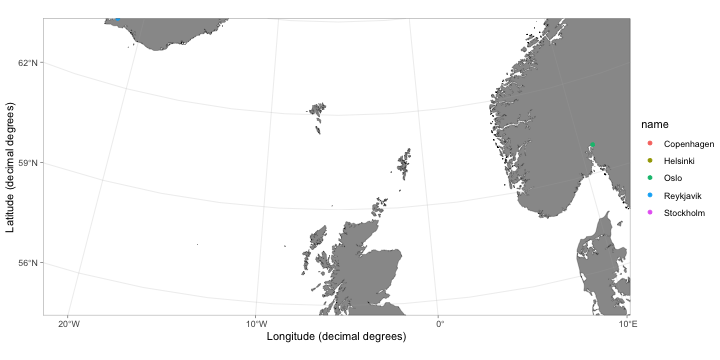 62°N
59°N
56°N
Latitude (decimal degrees)
20°W
10°W
0°
10°E
Longitude (decimal degrees)
name
Copenhagen
Helsinki
Oslo
Reykjavik
Stockholm